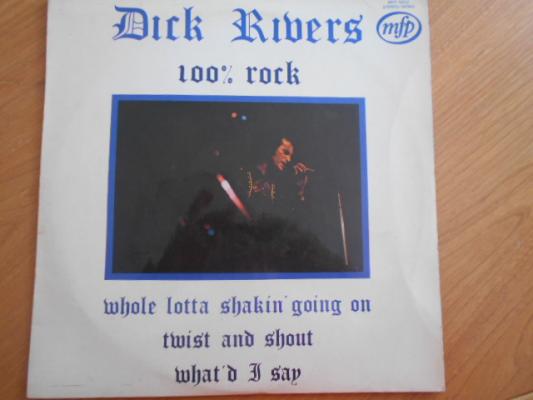 Dick Rivers
mfp
100% rock
whole lotta shakin' going on
twist and shout
what'd I say